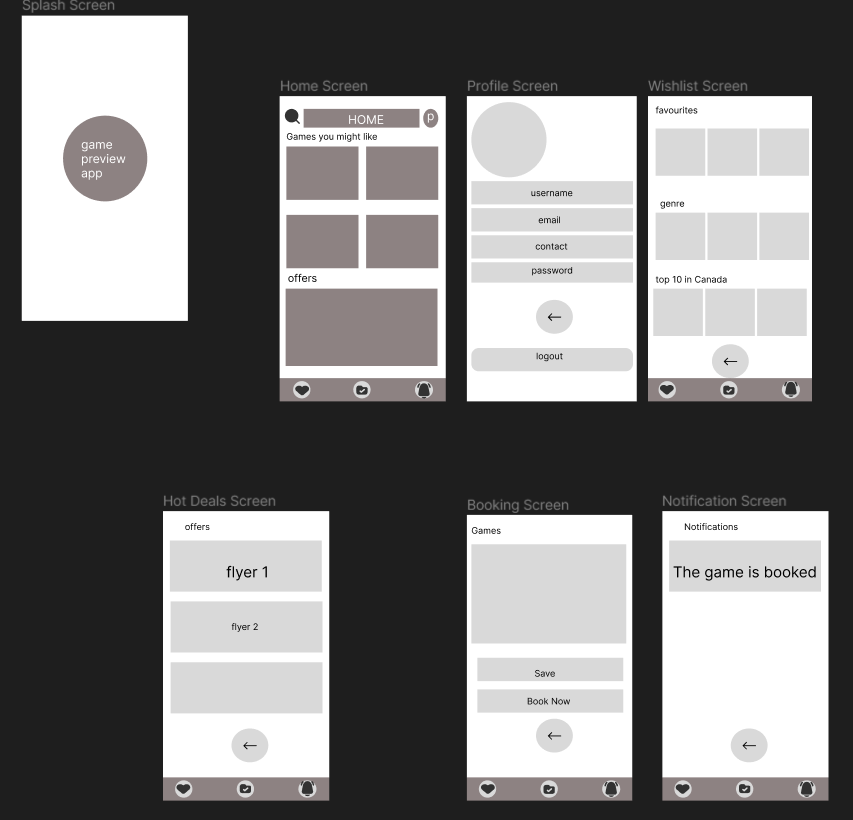 Splash Screen
game
preview
app
Home Screen
HOME
p
Games you might like
offers
Profile Screen
username
email
contact
password
←
logout
Wishlist Screen
favourites
genre
top 10 in Canada
←
Hot Deals Screen
offers
flyer 1
flyer 2
←
Booking Screen
Games
Save
Book Now
←
Notification Screen
Notifications
The game is booked
←